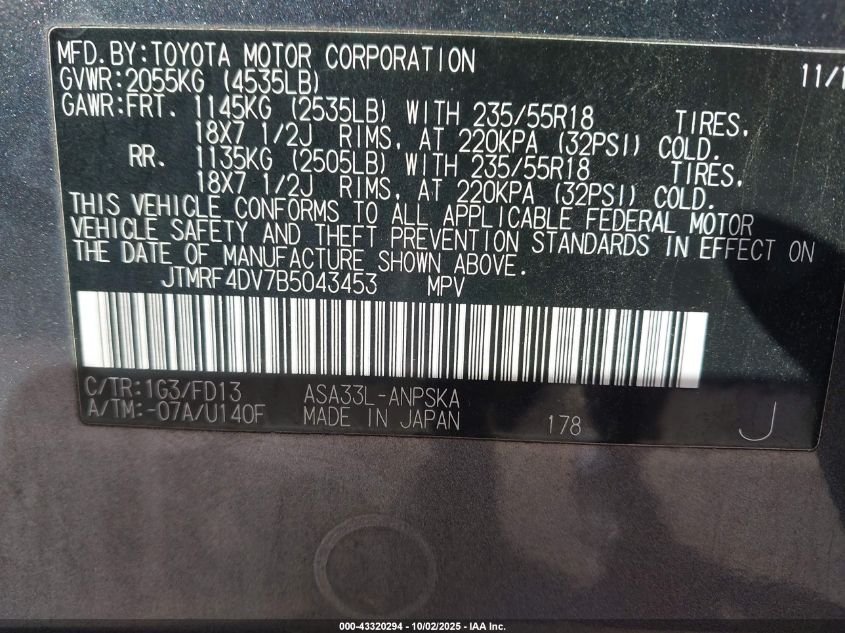 MFD. BY: TOYOTA MOTOR CORPORATION 11/1
GVWR: 2055KG (4535LB)
GAWR: FRT. 1145KG (2535LB) WITH 235/55R18 TIRES,
18X7 1/2J RIMS, AT 220KPA (32PSI) COLD.
RR. 1135KG (2505LB) WITH 235/55R18 TIRES,
18X7 1/2J RIMS, AT 220KPA (32PSI) COLD.
THIS VEHICLE CONFORMS TO ALL APPLICABLE FEDERAL MOTOR
VEHICLE SAFETY AND THEFT PREVENTION STANDARDS IN EFFECT ON
THE DATE OF MANUFACTURE SHOWN ABOVE.
JTMRF4DV7B5043453 MPV
C/TR: 1G3/FD13 ASA33L-ANPSKA
A/TM: -07A/U140F MADE IN JAPAN 178 J
000-43320294 - 10/02/2025 - IAA Inc.